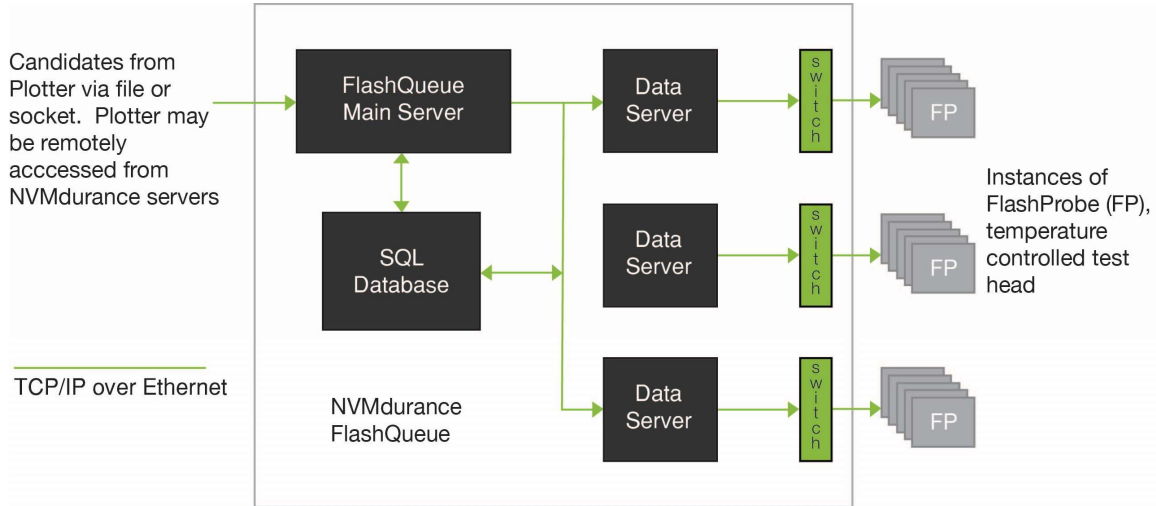 Candidates from
Plotter via file or
socket.  Plotter may
be remotely
acccessed from
NVMdurance servers
FlashQueue
Main Server
Data
Server
switch
FP
SQL
Database
Data
Server
switch
FP
Instances of
FlashProbe (FP),
temperature
controlled test
head
TCP/IP over Ethernet
NVMdurance
FlashQueue
Data
Server
switch
FP